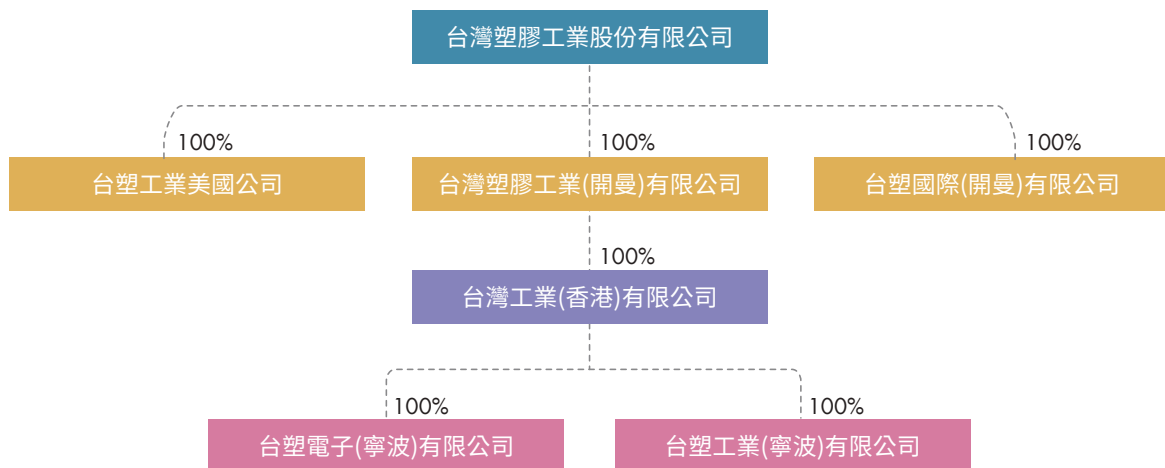 台灣塑膠工業股份有限公司
100%
100%
100%
台塑工業美國公司
台灣塑膠工業(開曼)有限公司
台塑國際(開曼)有限公司
100%
台灣工業(香港)有限公司
100%
100%
台塑電子(寧波)有限公司
台塑工業(寧波)有限公司